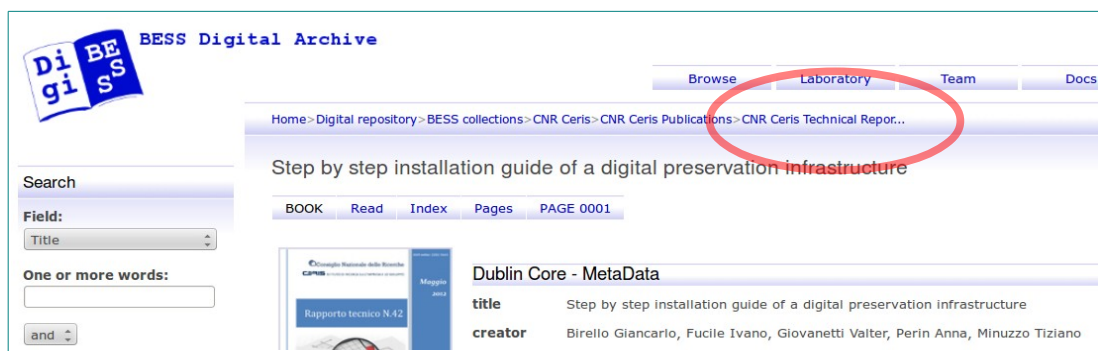 Di
gi
BE
S
S
BESS Digital Archive
Browse Laboratory Team Docs
Home>Digital repository>BESS collections>CNR Ceris>CNR Ceris Publications>CNR Ceris Technical Repor...
Step by step installation guide of a digital preservation infrastructure
Search
BOOK Read Index Pages PAGE 0001
Field:
Title
One or more words:
and
Consiglio Nazionale delle Ricerche
Maggio
2012
Rapporto tecnico N.42
Dublin Core - MetaData
title Step by step installation guide of a digital preservation infrastructure
creator Birello Giancarlo, Fucile Ivano, Giovanetti Valter, Perin Anna, Minuzzo Tiziano